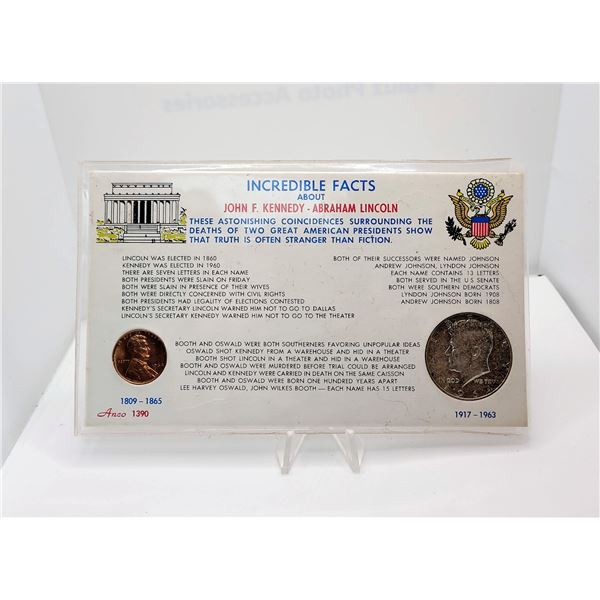 INCREDIBLE FACTS
ABOUT
JOHN F. KENNEDY - ABRAHAM LINCOLN
THESE ASTONISHING COINCIDENCES SURROUNDING THE
DEATHS OF TWO GREAT AMERICAN PRESIDENTS SHOW
THAT TRUTH IS OFTEN STRANGER THAN FICTION.
LINCOLN WAS ELECTED IN 1860
KENNEDY WAS ELECTED IN 1960
THERE ARE SEVEN LETTERS IN EACH NAME
BOTH PRESIDENTS WERE SLAIN ON FRIDAY
BOTH WERE SLAIN IN PRESENCE OF THEIR WIVES
BOTH WERE DIRECTLY CONCERNED WITH CIVIL RIGHTS
BOTH PRESIDENTS HAD LEGALITY OF ELECTIONS CONTESTED
KENNEDY'S SECRETARY LINCOLN WARNED HIM NOT TO GO TO DALLAS
LINCOLN'S SECRETARY KENNEDY WARNED HIM NOT TO GO TO THE THEATER
BOTH OF THEIR SUCCESSORS WERE NAMED JOHNSON
ANDREW JOHNSON, LYNDON JOHNSON
EACH NAME CONTAINS 13 LETTERS
BOTH SERVED IN THE U S SENATE
BOTH WERE SOUTHERN DEMOCRATS
LYNDON JOHNSON BORN 1908
ANDREW JOHNSON BORN 1808
BOOTH AND OSWALD WERE BOTH SOUTHERNERS FAVORING UNPOPULAR IDEAS
OSWALD SHOT KENNEDY FROM A WAREHOUSE AND HID IN A THEATER
BOOTH SHOT LINCOLN IN A THEATER AND HID IN A WAREHOUSE
BOOTH AND OSWALD WERE MURDERED BEFORE TRIAL COULD BE ARRANGED
LINCOLN AND KENNEDY WERE CARRIED IN DEATH ON THE SAME CAISSON
BOOTH AND OSWALD WERE BORN ONE HUNDRED YEARS APART
LEE HARVEY OSWALD, JOHN WILKES BOOTH — EACH NAME HAS 15 LETTERS
1809 - 1865
Anco 1390
GOD WE TRUST
1917 - 1963
Photo Accessories